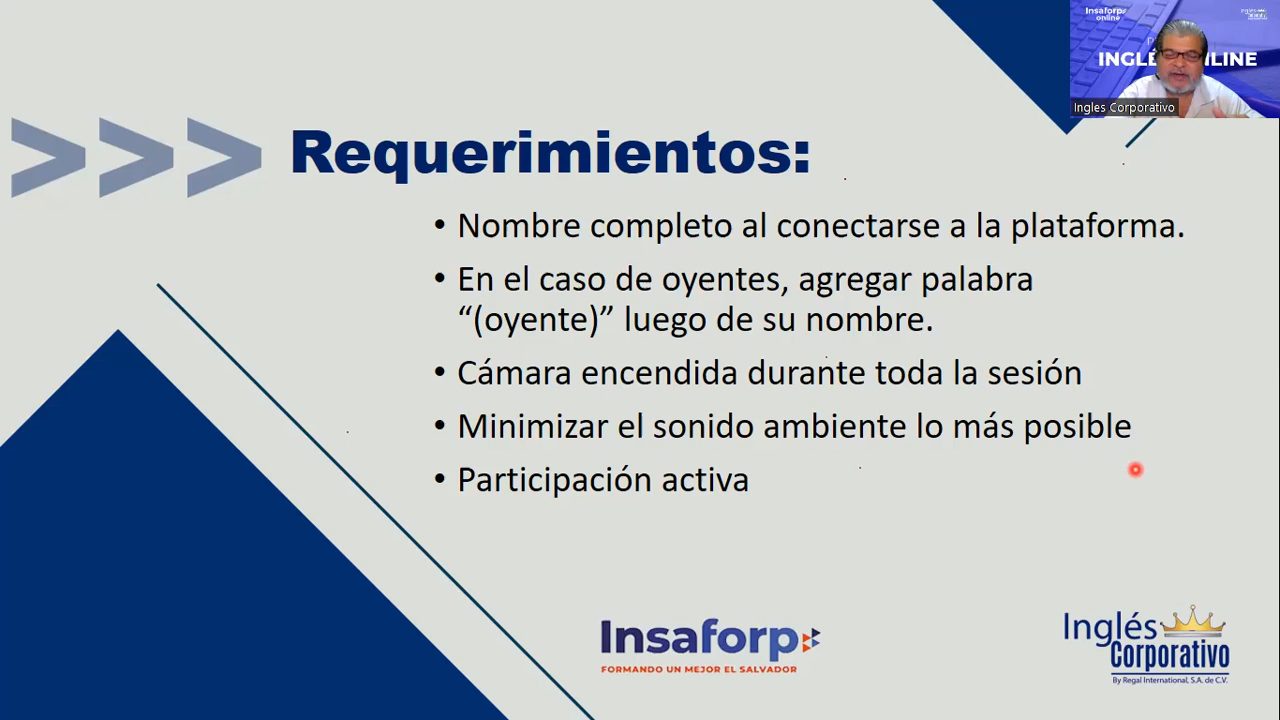 Insaforp
online
INGLÉ
LINE
Ingles Corporativo
>>> Requerimientos:
• Nombre completo al conectarse a la plataforma.
• En el caso de oyentes, agregar palabra
“(oyente)” luego de su nombre.
• Cámara encendida durante toda la sesión
• Minimizar el sonido ambiente lo más posible
• Participación activa
Insaforp
FORMANDO UN MEJOR EL SALVADOR
Inglés
Corporativo
By Regal International, S.A. de C.V.